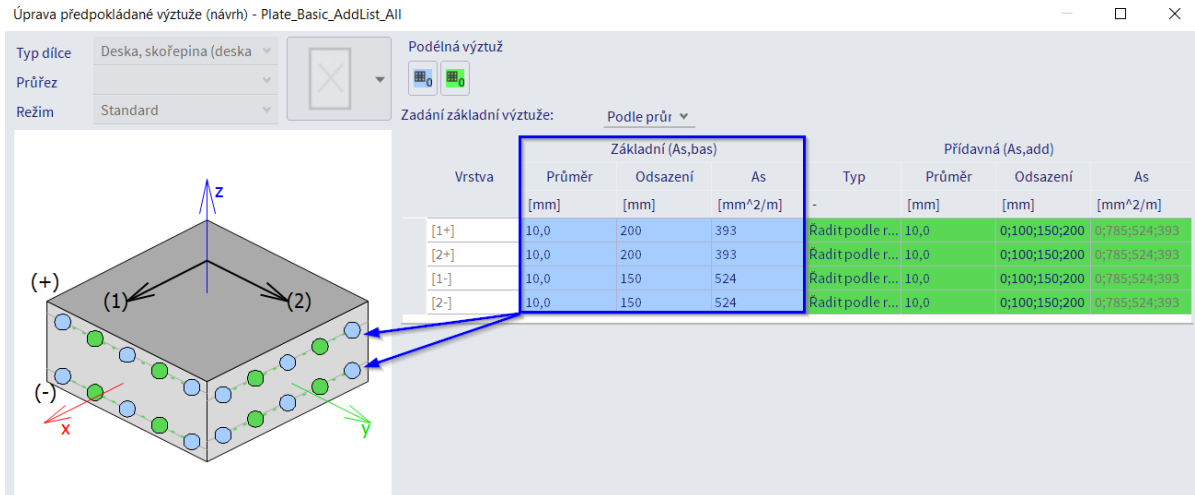 Úprava předpokládané výztuže (návrh) - Plate_Basic_AddList_All
Typ dílce Deska, skořepina (deska
Průřez
Režim Standard
Podélná výztuž
Zadání základní výztuže: Podle průr
Základní (As,bas) Přídavná (As,add)
Vrstva Průměr Odsazení As Typ Průměr Odsazení As
[mm] [mm] [mm^2/m] - [mm] [mm] [mm^2/m]
[1+] 10,0 200 393 Řadit podle r... 10,0 0;100;150;200 0;785;524;393
[2+] 10,0 200 393 Řadit podle r... 10,0 0;100;150;200 0;785;524;393
[1-] 10,0 150 524 Řadit podle r... 10,0 0;100;150;200 0;785;524;393
[2-] 10,0 150 524 Řadit podle r... 10,0 0;100;150;200 0;785;524;393
z
(+)
(1) (2)
(-)
x y